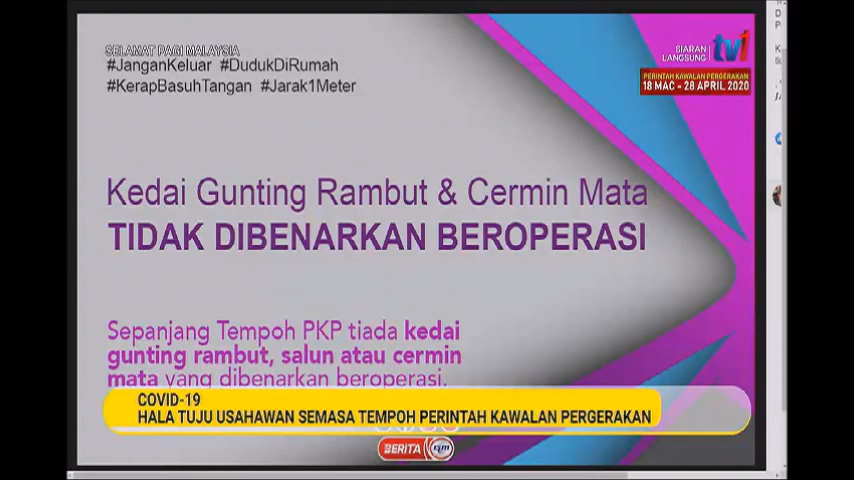 SELAMAT PAGI MALAYSIA
#JanganKeluar #DudukDiRumah
#KerapBasuhTangan #Jarak1Meter
SIARAN
LANGSUNG
tv1
PERINTAH KAWALAN PERGERAKAN
18 MAC - 28 APRIL 2020
Kedai Gunting Rambut & Cermin Mata
TIDAK DIBENARKAN BEROPERASI
Sepanjang Tempoh PKP tiada kedai
gunting rambut, salun atau cermin
mata yang dibenarkan beroperasi.
COVID-19
HALA TUJU USAHAWAN SEMASA TEMPOH PERINTAH KAWALAN PERGERAKAN
BERITA rtm